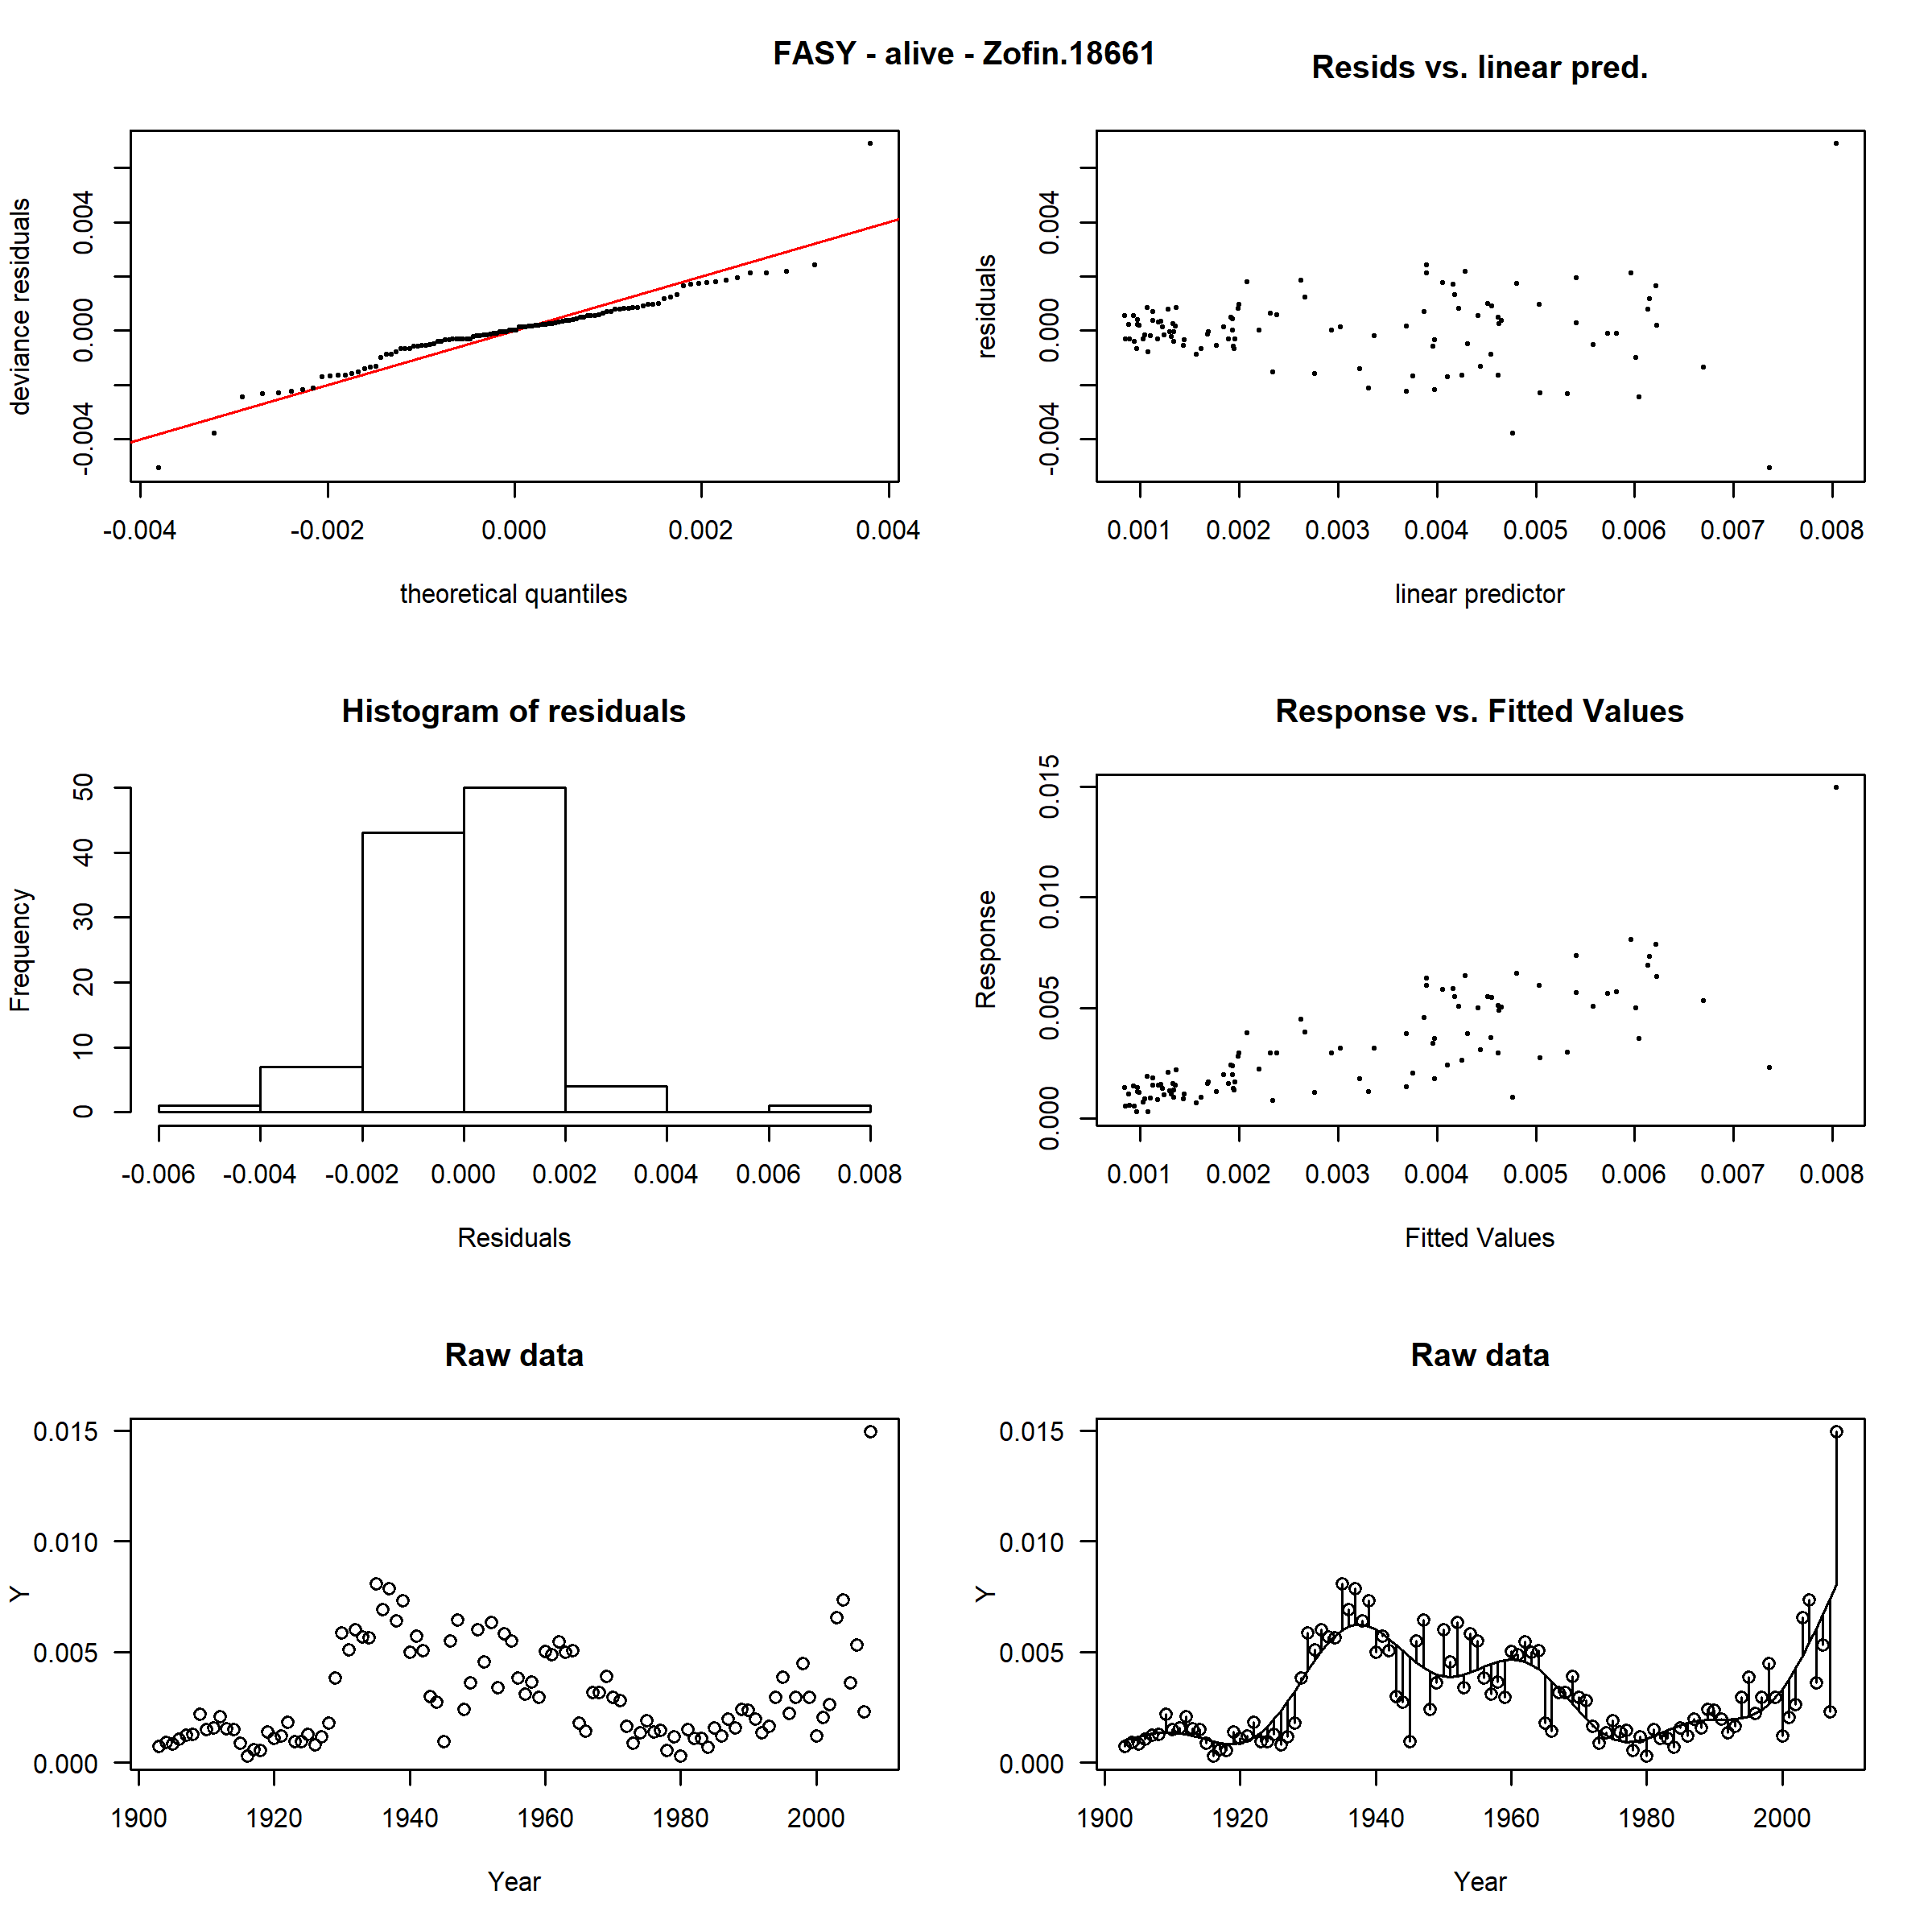 FASY - alive - Zofin.18661
Resids vs. linear pred.
deviance residuals
-0.004 0.000 0.004
-0.004 -0.002 0.000 0.002 0.004
theoretical quantiles
residuals
-0.004 0.000 0.004
0.001 0.002 0.003 0.004 0.005 0.006 0.007 0.008
linear predictor
Histogram of residuals
Frequency
0 10 20 30 40 50
-0.006 -0.004 -0.002 0.000 0.002 0.004 0.006 0.008
Residuals
Response vs. Fitted Values
Response
0.000 0.005 0.010 0.015
0.001 0.002 0.003 0.004 0.005 0.006 0.007 0.008
Fitted Values
Raw data
Y
0.015
0.010
0.005
0.000
1900 1920 1940 1960 1980 2000
Year
Raw data
Y
0.015
0.010
0.005
0.000
1900 1920 1940 1960 1980 2000
Year